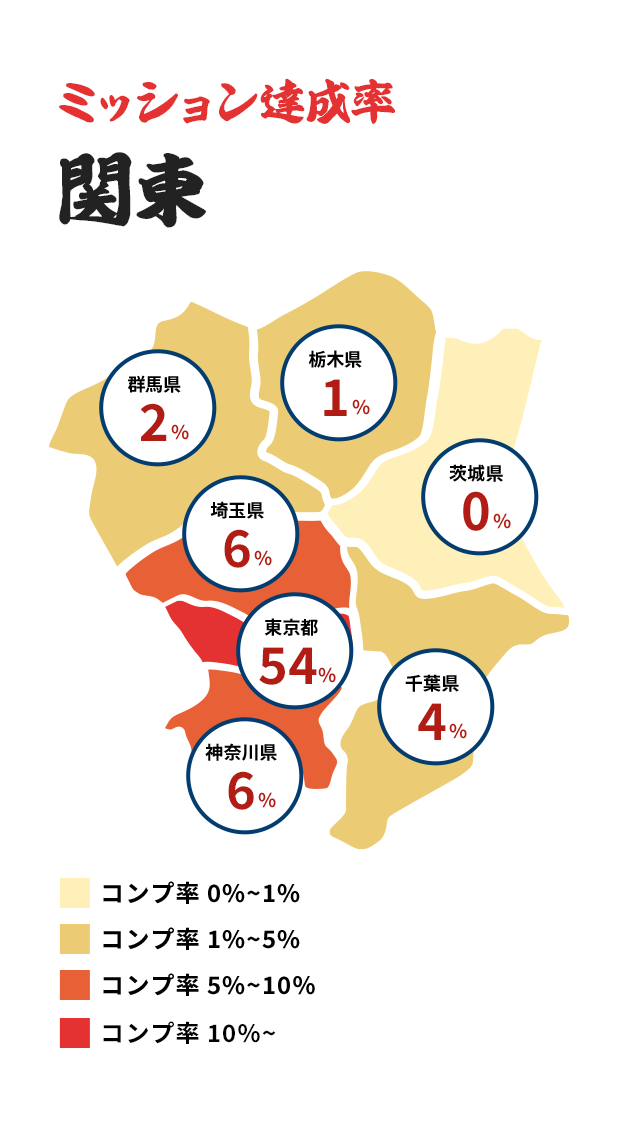 ミッション達成率
関東
栃木県
1%
群馬県
2%
茨城県
0%
埼玉県
6%
東京都
54%
千葉県
4%
神奈川県
6%
コンプ率 0%~1%
コンプ率 1%~5%
コンプ率 5%~10%
コンプ率 10%~